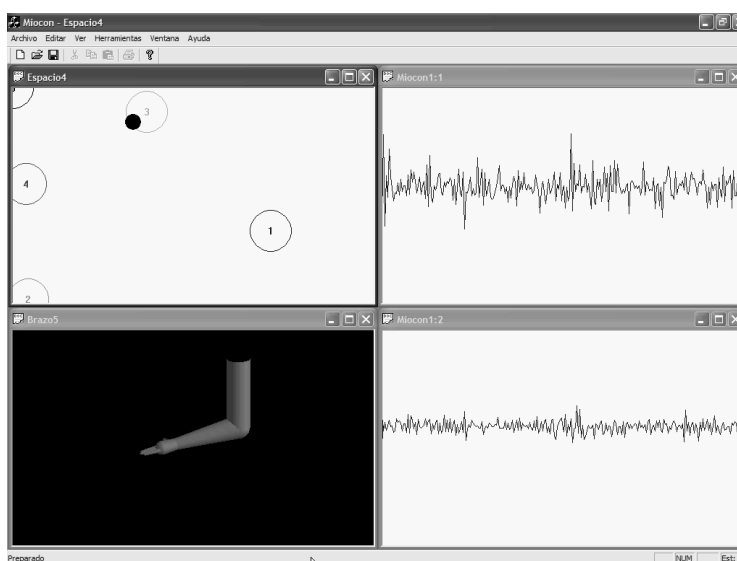 Miocon - Espacio4
Archivo Editar Ver Herramientas Ventana Ayuda
Espacio4
3
4
1
2
Miocon1:1
Brazo5
Miocon1:2
Preparado
NUM
Est: